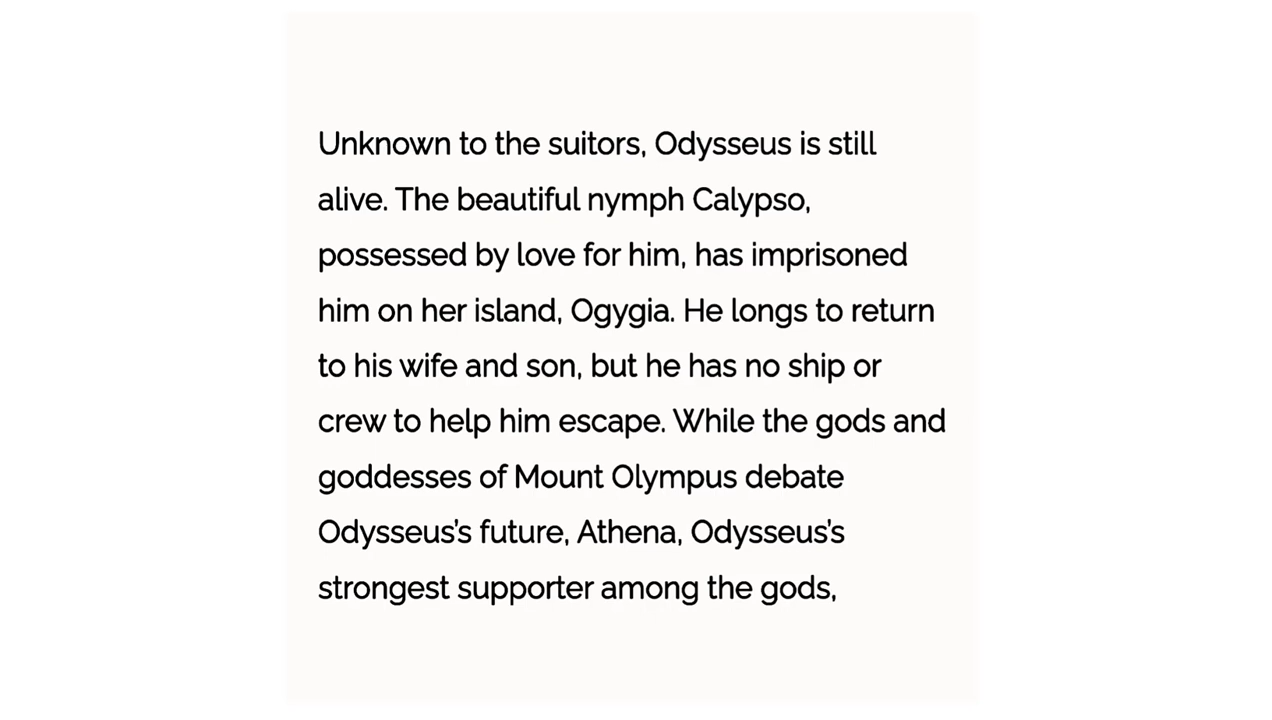 Unknown to the suitors, Odysseus is still
alive. The beautiful nymph Calypso,
possessed by love for him, has imprisoned
him on her island, Ogygia. He longs to return
to his wife and son, but he has no ship or
crew to help him escape. While the gods and
goddesses of Mount Olympus debate
Odysseus’s future, Athena, Odysseus’s
strongest supporter among the gods,